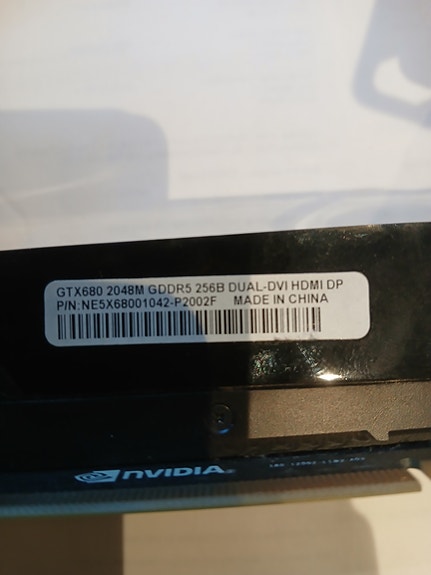 GTX680 2048M GDDR5 256B DUAL-DVI HDMI DP
P/N:NE5X68001042-P2002F MADE IN CHINA
NVIDIA